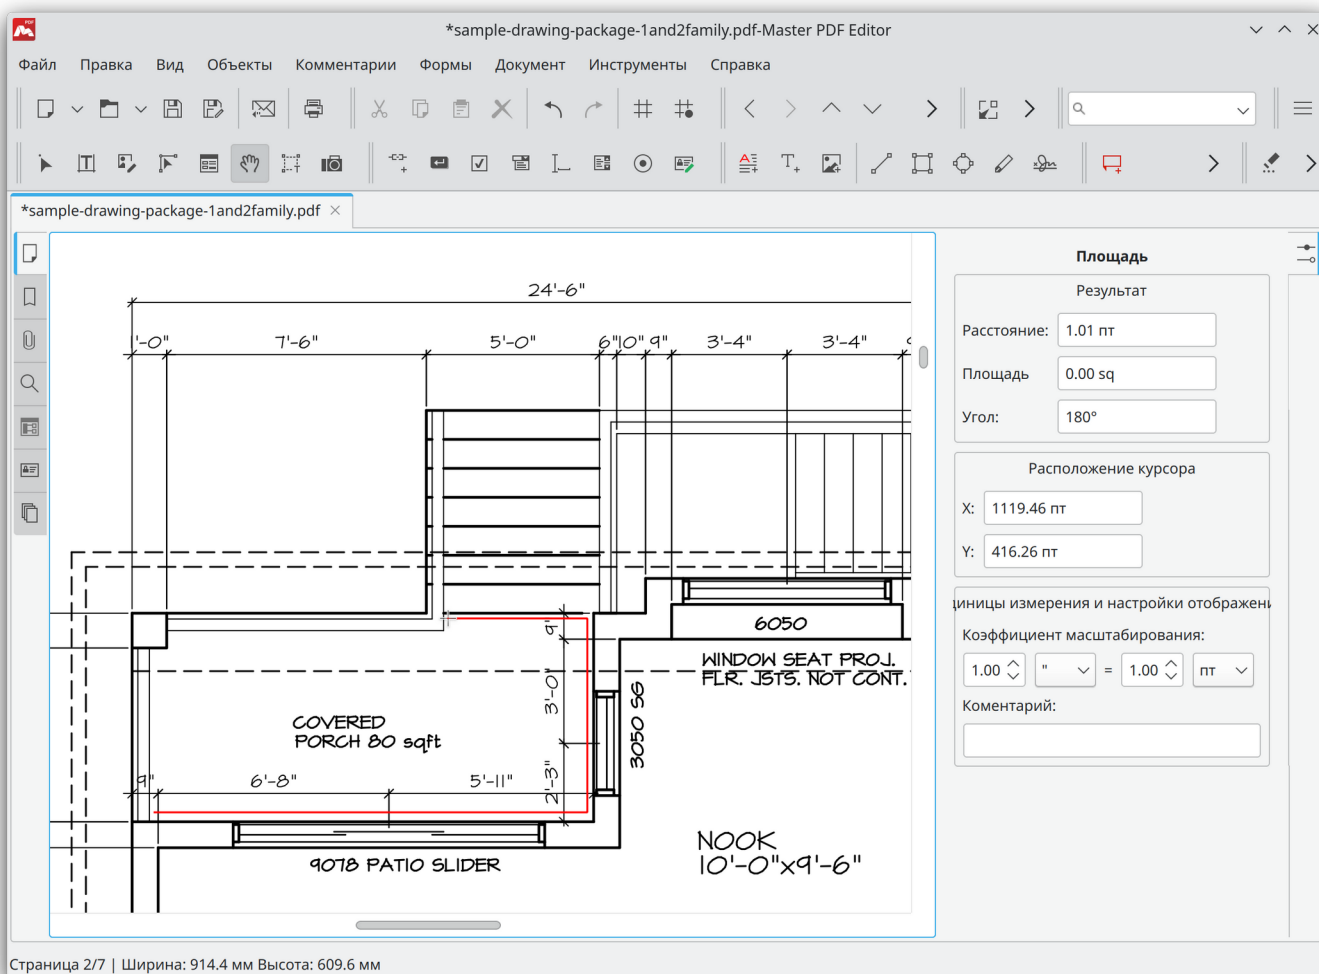 *sample-drawing-package-1and2family.pdf-Master PDF Editor
Файл Правка Вид Объекты Комментарии Формы Документ Инструменты Справка
*sample-drawing-package-1and2family.pdf
24'-6"
1'-0" 7'-6" 5'-0" 6" 10" 9" 3'-4" 3'-4"
6050
WINDOW SEAT PROJ.
FLR. JSTS. NOT CONT.
9"
3'-0"
2'-3"
3050 SG
COVERED
PORCH 80 sqft
9" 6'-8" 5'-11"
NOOK
10'-0"x9'-6"
9078 PATIO SLIDER
Площадь
Результат
Расстояние: 1.01 пт
Площадь 0.00 sq
Угол: 180°
Расположение курсора
X: 1119.46 пт
Y: 416.26 пт
диницы измерения и настройки отображени
Коэффициент масштабирования:
1.00 " = 1.00 пт
Коментарий:
Страница 2/7 | Ширина: 914.4 мм Высота: 609.6 мм